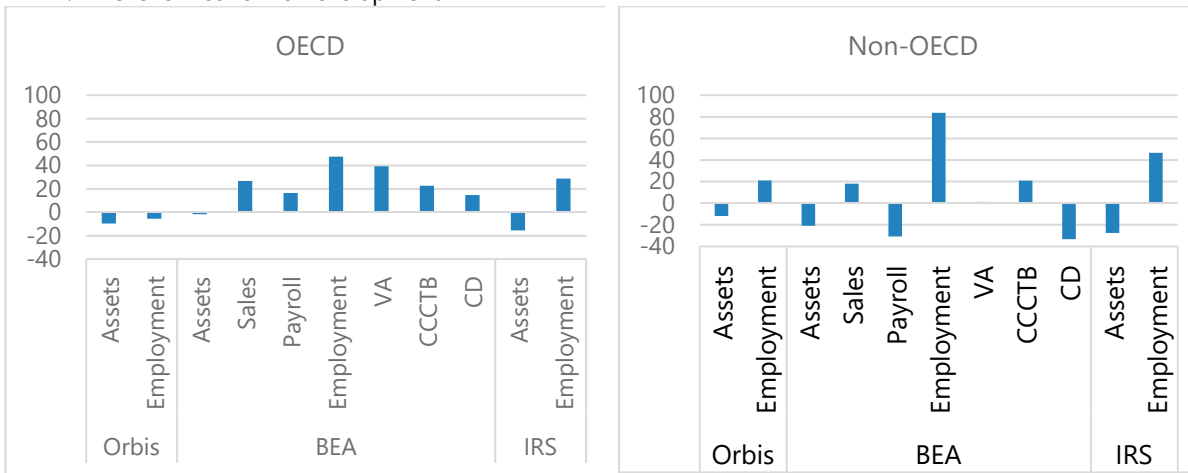 OECD
100
80
60
40
20
0
-20
-40
Assets
Employment
Assets
Sales
Payroll
Employment
VA
CCCTB
CD
Assets
Employment
Orbis
BEA
IRS
Non-OECD
100
80
60
40
20
0
-20
-40
Assets
Employment
Assets
Sales
Payroll
Employment
VA
CCCTB
CD
Assets
Employment
Orbis
BEA
IRS